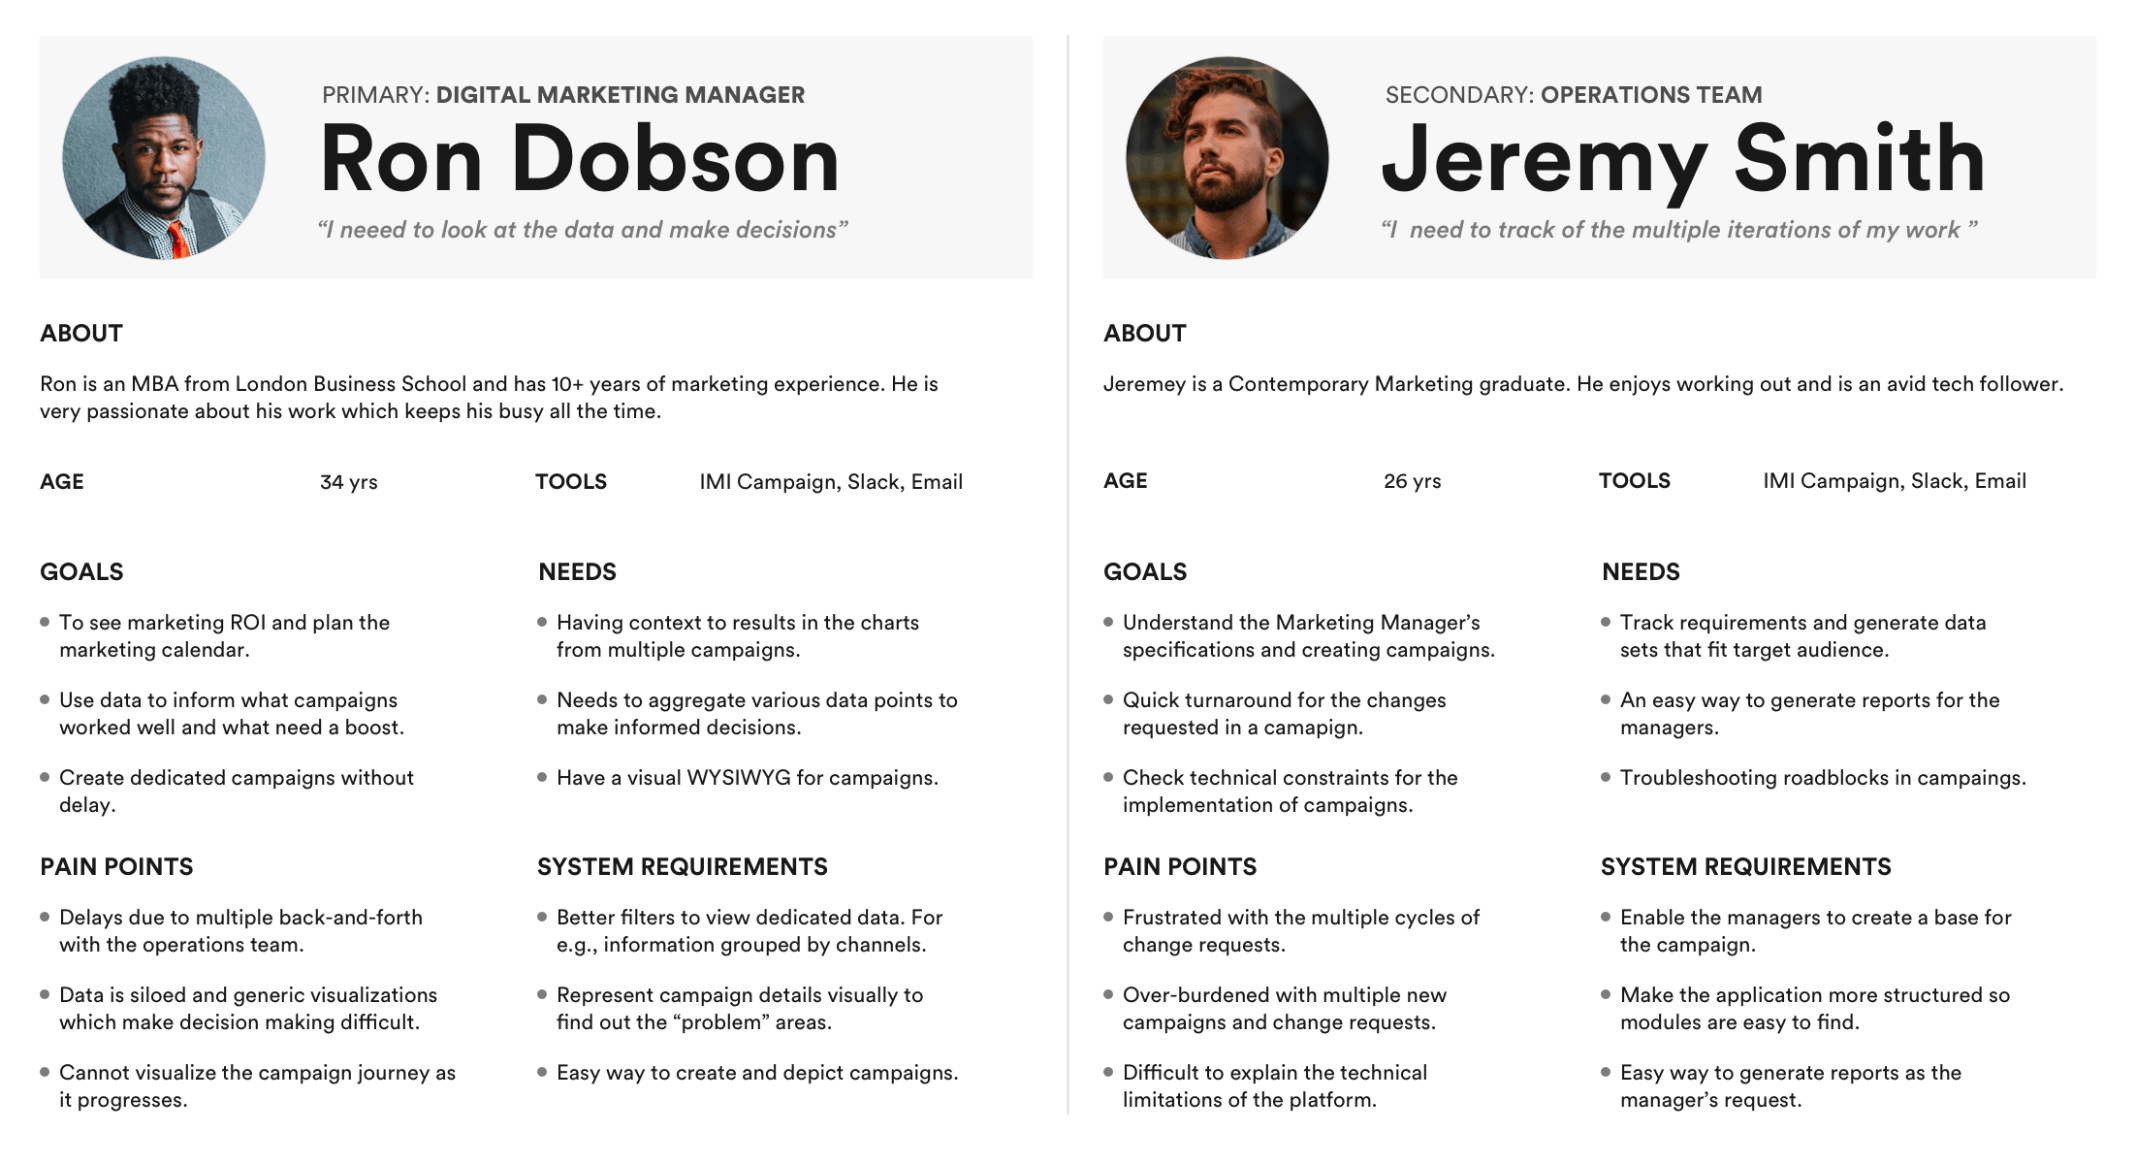 PRIMARY: DIGITAL MARKETING MANAGER
Ron Dobson
“I neeed to look at the data and make decisions”
ABOUT
Ron is an MBA from London Business School and has 10+ years of marketing experience. He is
very passionate about his work which keeps his busy all the time.
AGE
34 yrs
TOOLS
IMI Campaign, Slack, Email
GOALS
• To see marketing ROI and plan the
marketing calendar.
• Use data to inform what campaigns
worked well and what need a boost.
• Create dedicated campaigns without
delay.
NEEDS
• Having context to results in the charts
from multiple campaigns.
• Needs to aggregate various data points to
make informed decisions.
• Have a visual WYSIWYG for campaigns.
PAIN POINTS
• Delays due to multiple back-and-forth
with the operations team.
• Data is siloed and generic visualizations
which make decision making difficult.
• Cannot visualize the campaign journey as
it progresses.
SYSTEM REQUIREMENTS
• Better filters to view dedicated data. For
e.g., information grouped by channels.
• Represent campaign details visually to
find out the “problem” areas.
• Easy way to create and depict campaigns.
SECONDARY: OPERATIONS TEAM
Jeremy Smith
“I  need to track of the multiple iterations of my work ”
ABOUT
Jeremey is a Contemporary Marketing graduate. He enjoys working out and is an avid tech follower.
AGE
26 yrs
TOOLS
IMI Campaign, Slack, Email
GOALS
• Understand the Marketing Manager’s
specifications and creating campaigns.
• Quick turnaround for the changes
requested in a camapign.
• Check technical constraints for the
implementation of campaigns.
NEEDS
• Track requirements and generate data
sets that fit target audience.
• An easy way to generate reports for the
managers.
• Troubleshooting roadblocks in campaings.
PAIN POINTS
• Frustrated with the multiple cycles of
change requests.
• Over-burdened with multiple new
campaigns and change requests.
• Difficult to explain the technical
limitations of the platform.
SYSTEM REQUIREMENTS
• Enable the managers to create a base for
the campaign.
• Make the application more structured so
modules are easy to find.
• Easy way to generate reports as the
manager’s request.